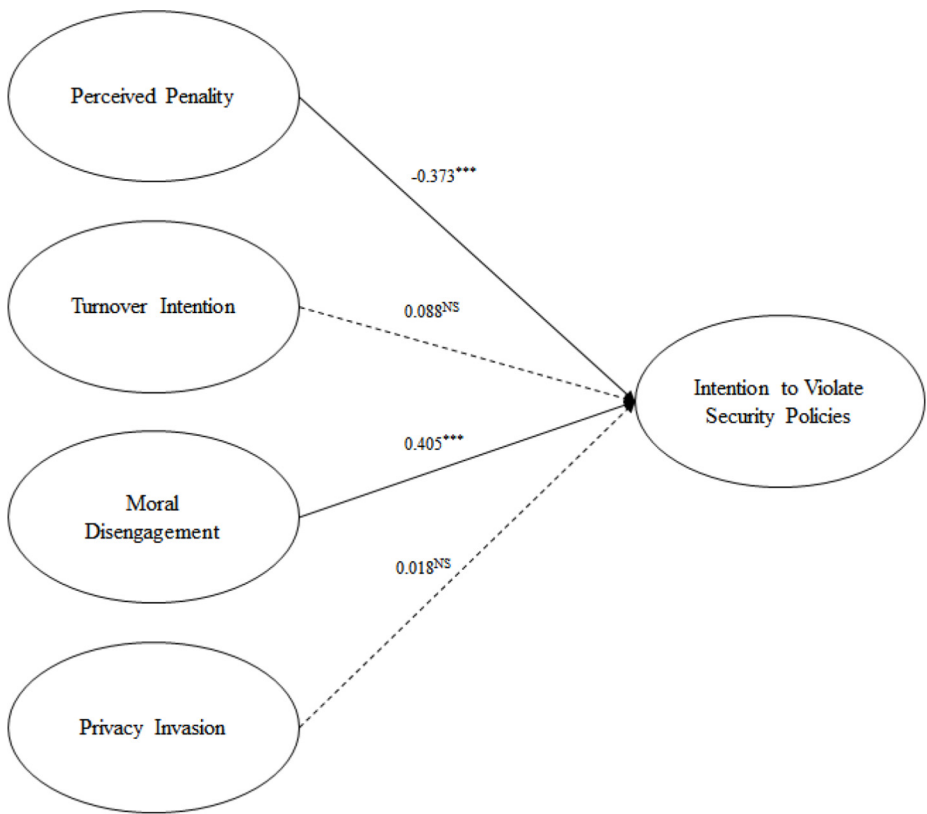 Perceived Penality
-0.373***
Turnover Intention
0.088NS
Intention to Violate
Security Policies
0.405***
Moral
Disengagement
0.018NS
Privacy Invasion